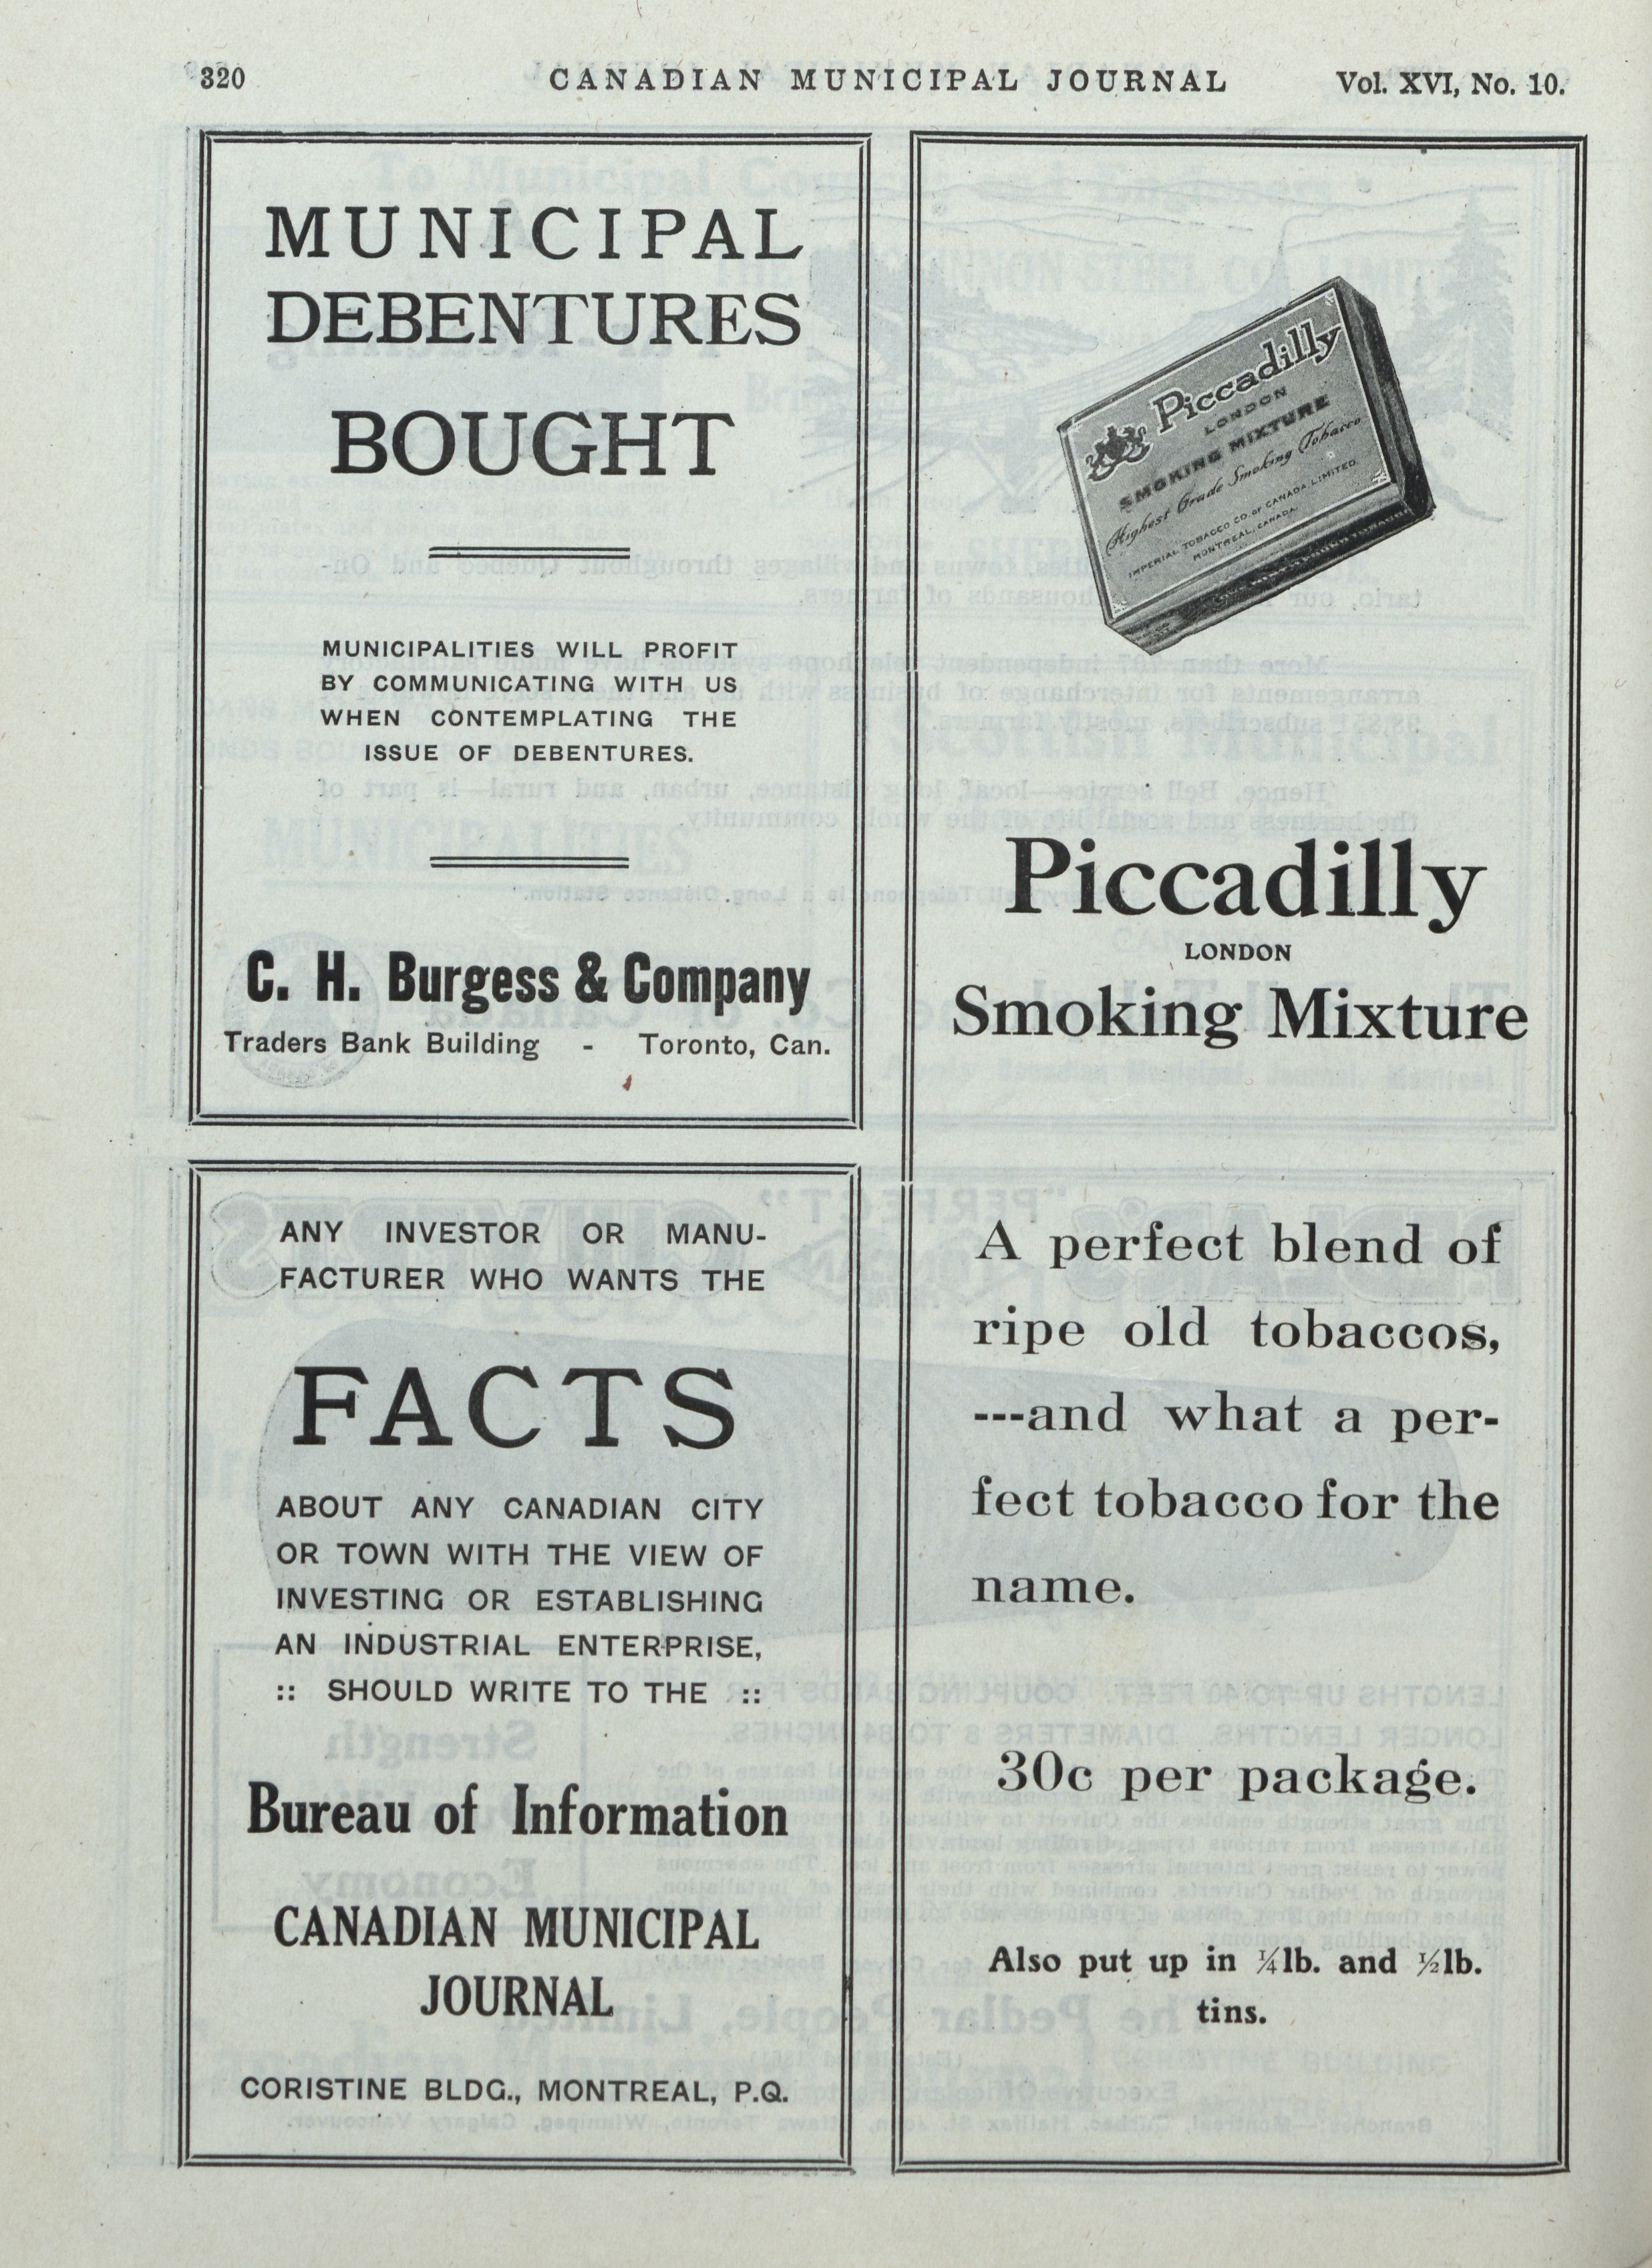 320 CANADIAN MUNICIPAL JOURNAL Vol. XVI, No. 10.
MUNICIPAL
DEBENTURES
BOUGHT
MUNICIPALITIES WILL PROFIT
BY COMMUNICATING WITH US
WHEN CONTEMPLATING THE
ISSUE OF DEBENTURES.
C. H. Burgess & Company
Traders Bank Building - Toronto, Can.
ANY INVESTOR OR MANU-
FACTURER WHO WANTS THE
FACTS
ABOUT ANY CANADIAN CITY
OR TOWN WITH THE VIEW OF
INVESTING OR ESTABLISHING
AN INDUSTRIAL ENTERPRISE,
:: SHOULD WRITE TO THE ::
Bureau of Information
CANADIAN MUNICIPAL
JOURNAL
CORISTINE BLDG., MONTREAL, P.Q.
Piccadilly
LONDON
SMOKING MIXTURE
Highest Grade Smoking Tobacco
IMPERIAL TOBACCO CO. OF CANADA, LIMITED.
MONTREAL, CANADA.
Piccadilly
LONDON
Smoking Mixture
A perfect blend of
ripe old tobaccos,
---and what a per-
fect tobacco for the
name.
30c per package.
Also put up in ¼lb. and ½lb.
tins.